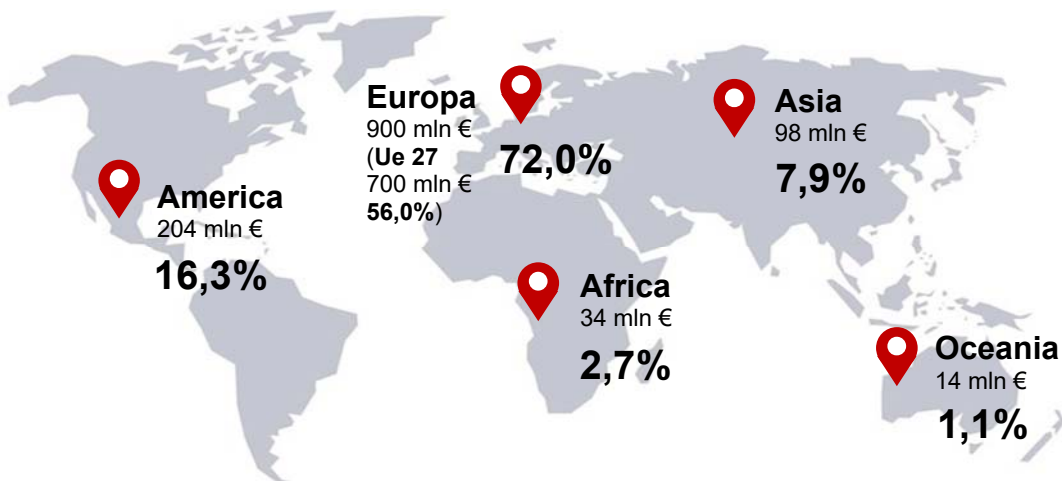 Europa
900 mln €
(Ue 27
700 mln €
56,0%)
72,0%
Asia
98 mln €
7,9%
America
204 mln €
16,3%
Africa
34 mln €
2,7%
Oceania
14 mln €
1,1%